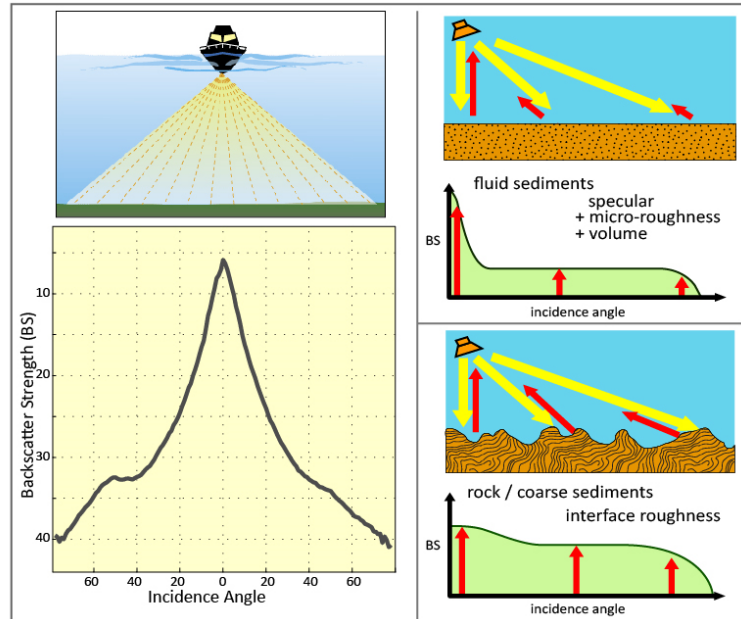 Backscatter Strength (BS)
10
20
30
40
60 40 20 0 20 40 60
Incidence Angle
fluid sediments
specular
+ micro-roughness
+ volume
BS
incidence angle
rock / coarse sediments
interface roughness
BS
incidence angle